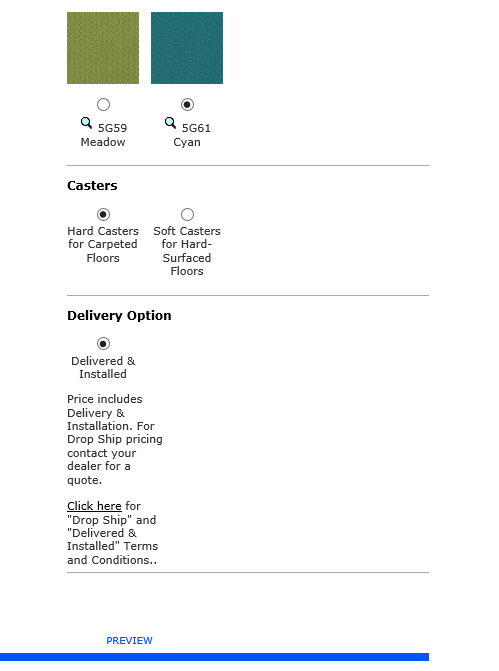 5G59 Meadow
5G61 Cyan
Casters
Hard Casters
for Carpeted
Floors
Soft Casters
for Hard-
Surfaced
Floors
Delivery Option
Delivered &
Installed
Price includes
Delivery &
Installation. For
Drop Ship pricing
contact your
dealer for a
quote.
Click here for
"Drop Ship" and
"Delivered &
Installed" Terms
and Conditions..
PREVIEW